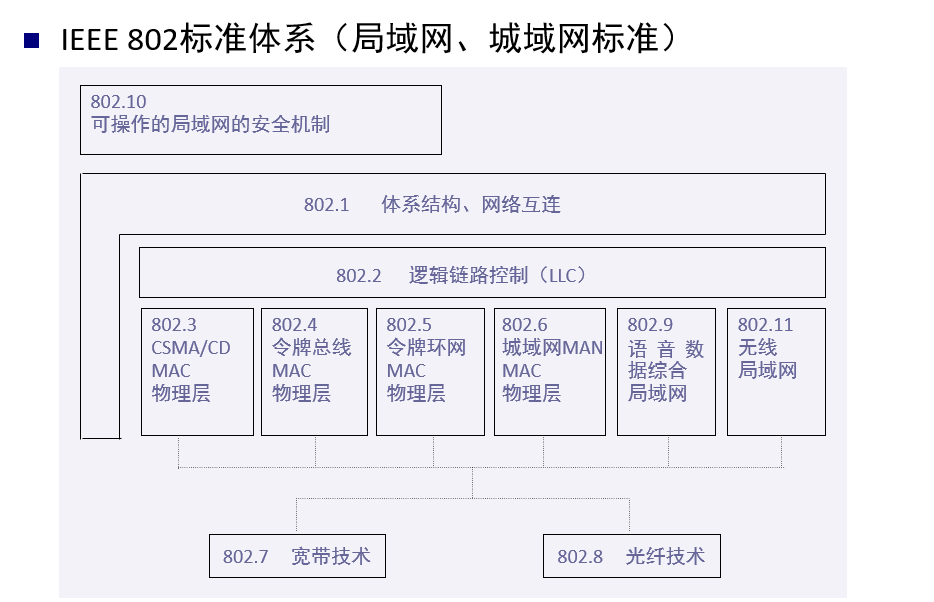 IEEE 802标准体系（局域网、城域网标准）
802.10
可操作的局域网的安全机制
802.1 体系结构、网络互连
802.2 逻辑链路控制（LLC）
802.3
CSMA/CD
MAC
物理层
802.4
令牌总线
MAC
物理层
802.5
令牌环网
MAC
物理层
802.6
城域网MAN
MAC
物理层
802.9
语 音 数
据综合
局域网
802.11
无线
局域网
802.7 宽带技术
802.8 光纤技术